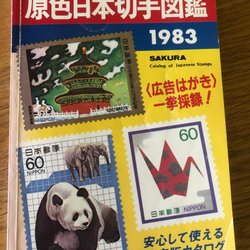 原色日本切手図鑑
1983
SAKURA
Catalog of Japanese Stamps
〈広告はがき〉
一挙採録!
日本郵便
60
NIPPON
日本郵便
60
NIPPON
安心して使える